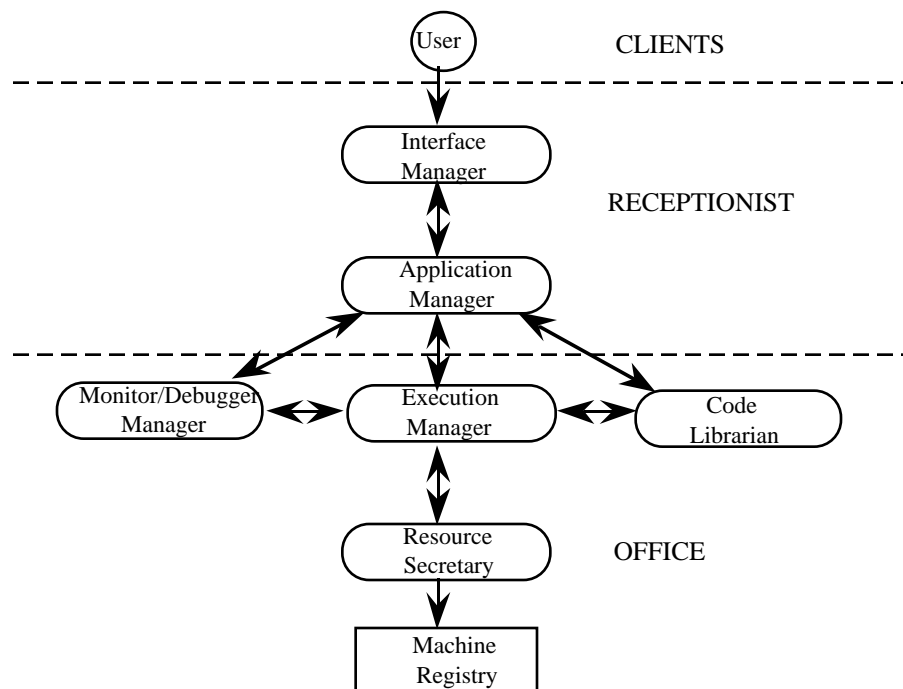 User
CLIENTS
Interface
Manager
RECEPTIONIST
Application
Manager
Monitor/Debugger
Manager
Execution
Manager
Code
Librarian
Resource
Secretary
OFFICE
Machine
Registry